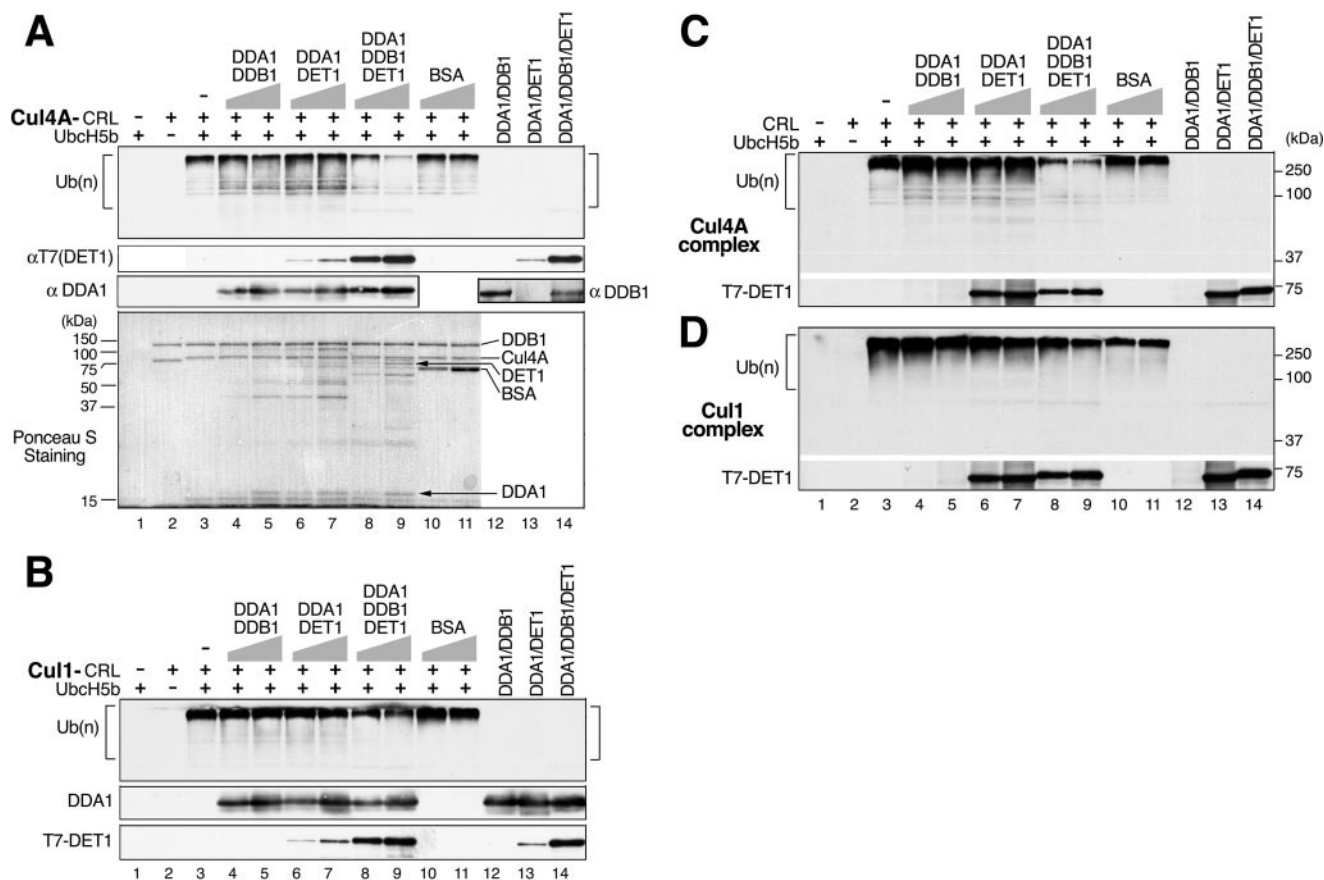 A
DDA1
DDB1
DDA1
DET1
DDA1
DDB1
DET1
BSA
DDA1/DDB1
DDA1/DET1
DDA1/DDB1/DET1
-
Cul4A- CRL - + + + + + + + + + +
UbcH5b + - + + + + + + + + +
Ub(n)
αT7(DET1)
α DDA1
α DDB1
(kDa)
150
100
75
50
37
15
DDB1
Cul4A
DET1
BSA
DDA1
Ponceau S
Staining
1 2 3 4 5 6 7 8 9 10 11 12 13 14
B
DDA1
DDB1
DDA1
DET1
DDA1
DDB1
DET1
BSA
DDA1/DDB1
DDA1/DET1
DDA1/DDB1/DET1
-
Cul1- CRL - + + + + + + + + + +
UbcH5b + - + + + + + + + + +
Ub(n)
DDA1
T7-DET1
1 2 3 4 5 6 7 8 9 10 11 12 13 14
C
DDA1
DDB1
DDA1
DET1
DDA1
DDB1
DET1
BSA
DDA1/DDB1
DDA1/DET1
DDA1/DDB1/DET1
-
CRL - + + + + + + + + + +
UbcH5b + - + + + + + + + + +
(kDa)
Ub(n)
250
100
Cul4A
complex
37
T7-DET1
75
D
Ub(n)
250
100
Cul1
complex
37
T7-DET1
75
1 2 3 4 5 6 7 8 9 10 11 12 13 14